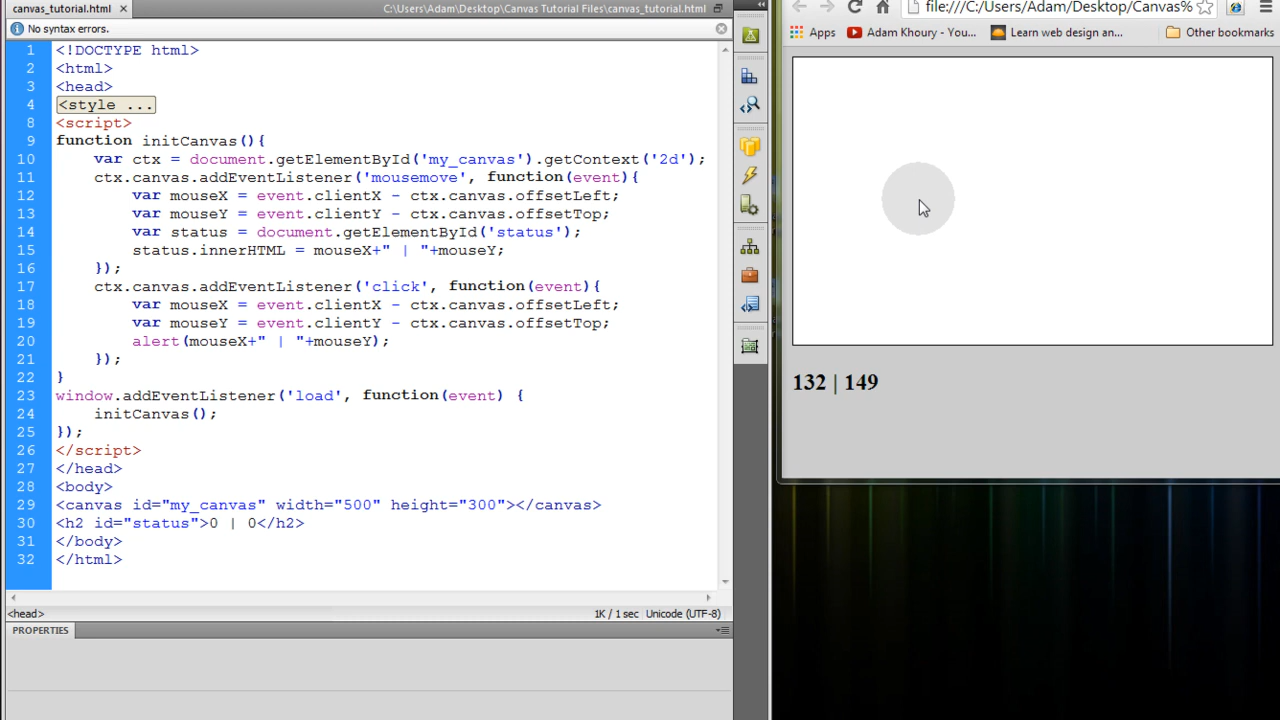 canvas_tutorial.html × C:\Users\Adam\Desktop\Canvas Tutorial Files\canvas_tutorial.html
No syntax errors.
1 <!DOCTYPE html>
2 <html>
3 <head>
4 <style ...
8 <script>
9 function initCanvas(){
10 var ctx = document.getElementById('my_canvas').getContext('2d');
11 ctx.canvas.addEventListener('mousemove', function(event){
12 var mouseX = event.clientX - ctx.canvas.offsetLeft;
13 var mouseY = event.clientY - ctx.canvas.offsetTop;
14 var status = document.getElementById('status');
15 status.innerHTML = mouseX+" | "+mouseY;
16 });
17 ctx.canvas.addEventListener('click', function(event){
18 var mouseX = event.clientX - ctx.canvas.offsetLeft;
19 var mouseY = event.clientY - ctx.canvas.offsetTop;
20 alert(mouseX+" | "+mouseY);
21 });
22 }
23 window.addEventListener('load', function(event) {
24 initCanvas();
25 });
26 </script>
27 </head>
28 <body>
29 <canvas id="my_canvas" width="500" height="300"></canvas>
30 <h2 id="status">0 | 0</h2>
31 </body>
32 </html>
<head> 1K / 1 sec Unicode (UTF-8)
PROPERTIES
file:///C:/Users/Adam/Desktop/Canvas%
Apps Adam Khoury - You... Learn web design an... Other bookmarks
132 | 149